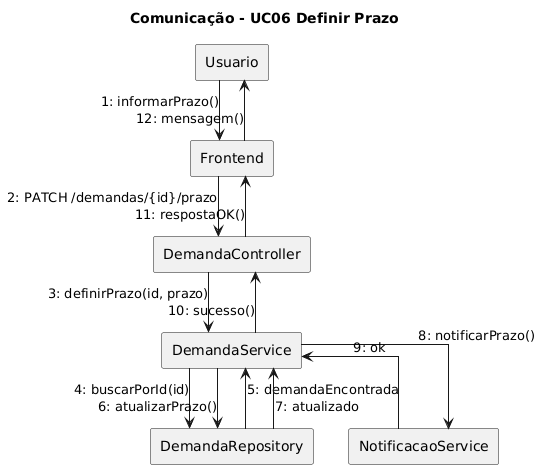 Comunicação - UC06 Definir Prazo
Usuario
1: informarPrazo()
12: mensagem()
Frontend
2: PATCH /demandas/{id}/prazo
11: respostaOK()
DemandaController
3: definirPrazo(id, prazo)
10: sucesso()
8: notificarPrazo()
9: ok
DemandaService
4: buscarPorId(id)
5: demandaEncontrada
6: atualizarPrazo()
7: atualizado
DemandaRepository
NotificacaoService